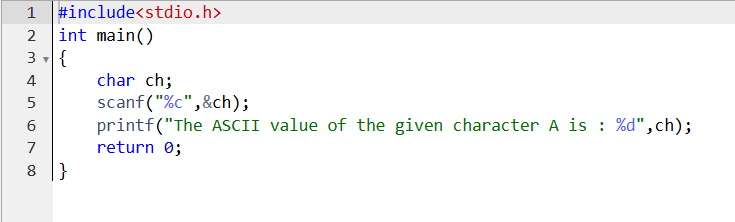 1 #include<stdio.h>
2 int main()
3 {
4     char ch;
5     scanf("%c",&ch);
6     printf("The ASCII value of the given character A is : %d",ch);
7     return 0;
8 }